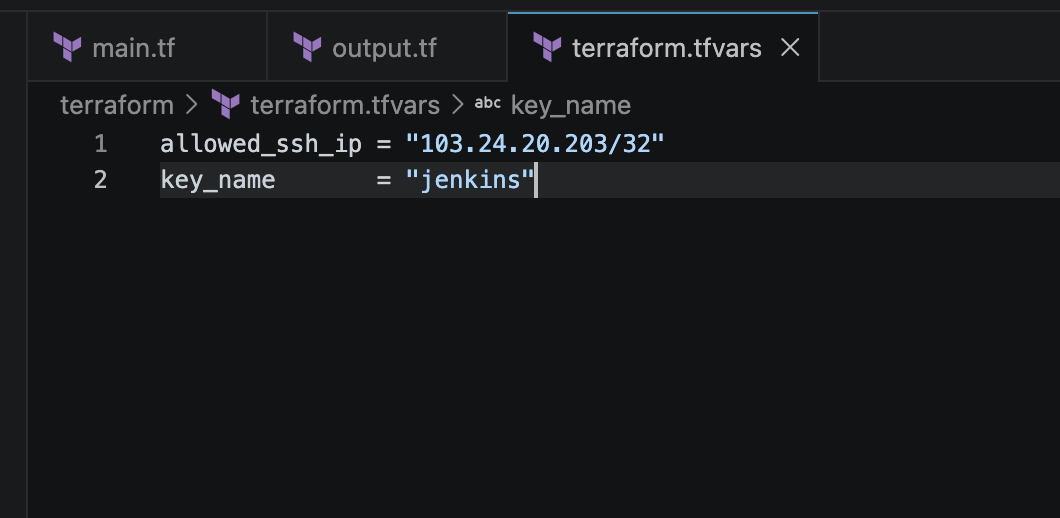 main.tf output.tf terraform.tfvars
terraform > terraform.tfvars > abc key_name
1 allowed_ssh_ip = "103.24.20.203/32"
2 key_name       = "jenkins"